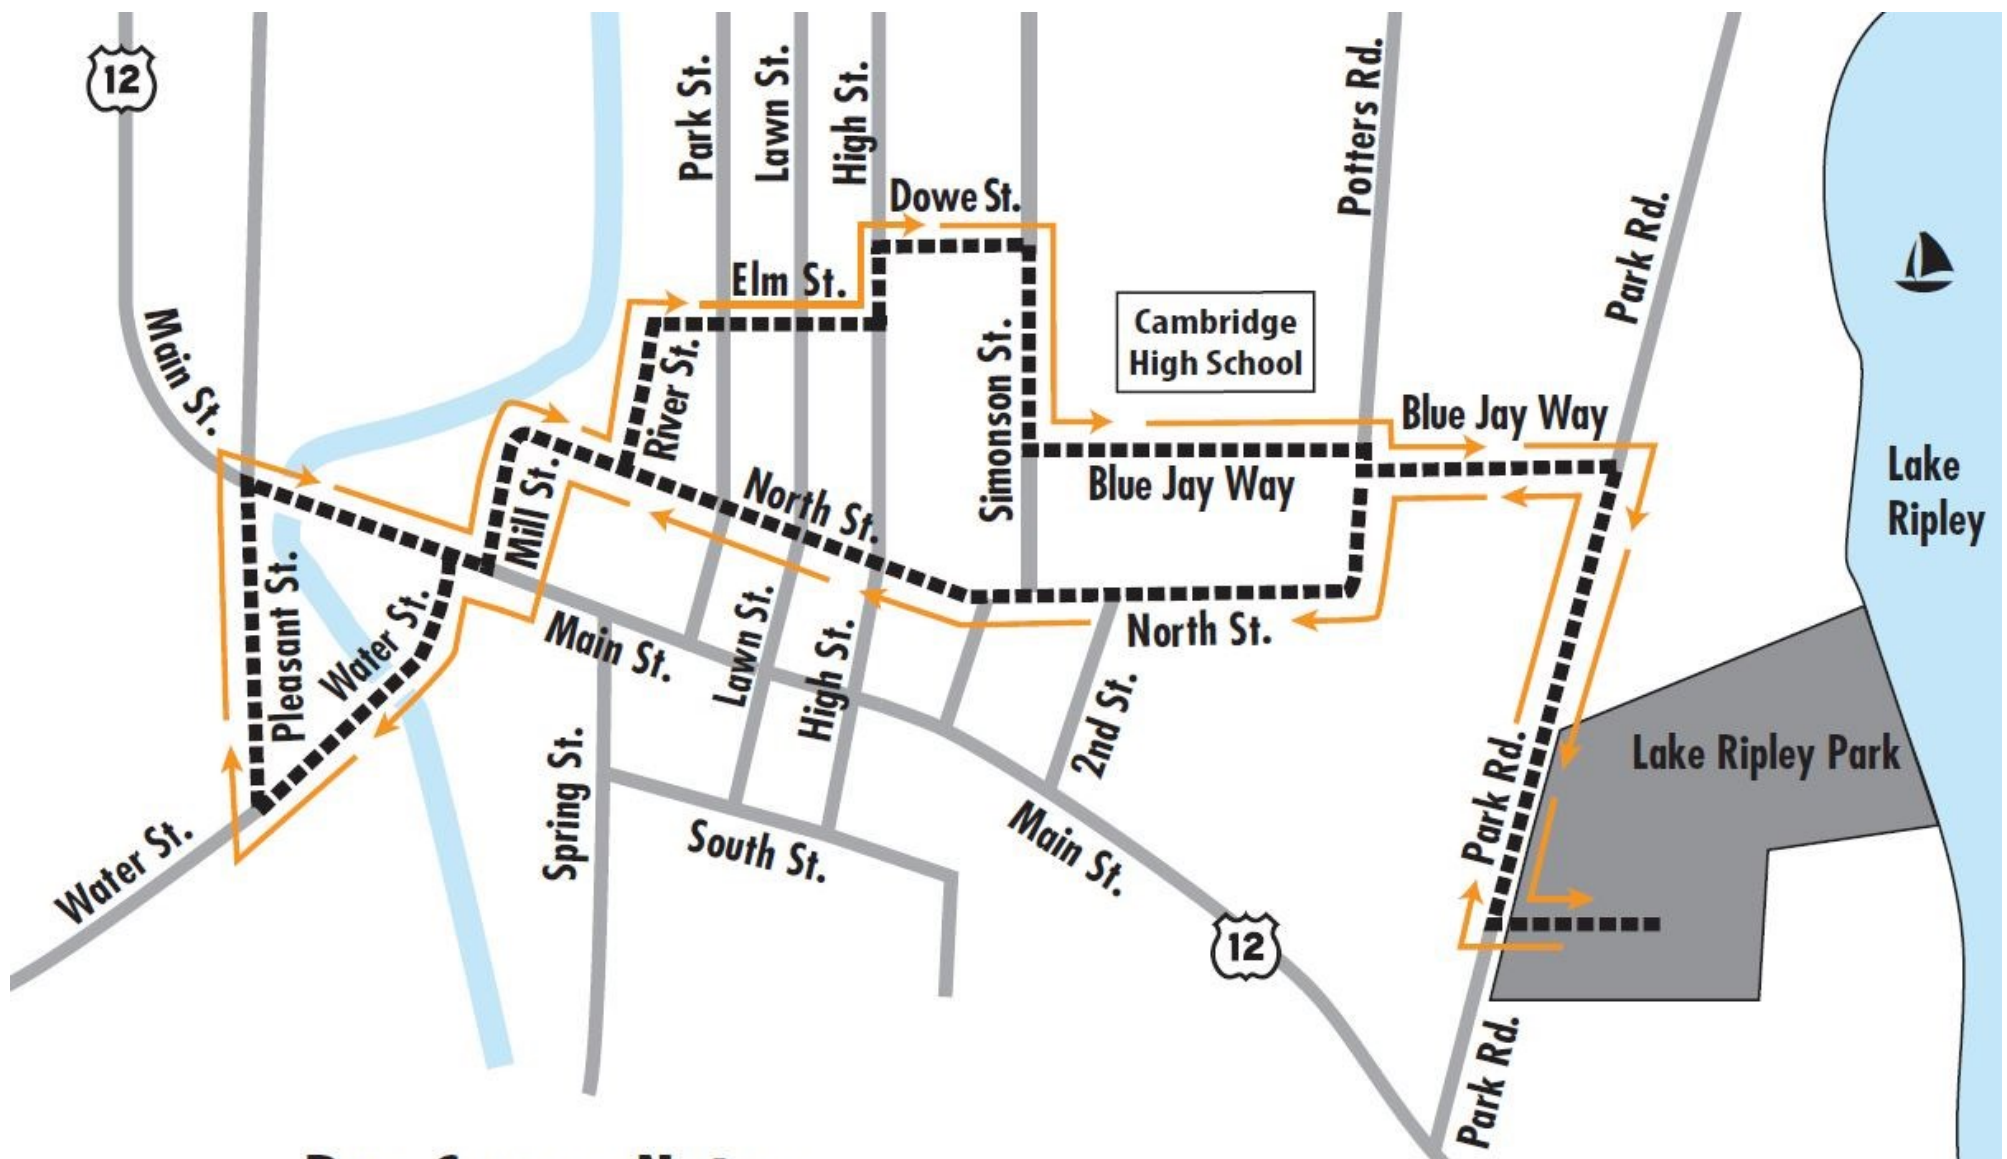 12
Park St.
Lawn St.
High St.
Potters Rd.
Dowe St.
Park Rd.
Elm St.
Main St.
Cambridge
High School
River St.
Simonson St.
Blue Jay Way
Blue Jay Way
Lake
Ripley
Mill St.
North St.
Pleasant St.
Water St.
Main St.
Lawn St.
High St.
North St.
2nd St.
Park Rd.
Lake Ripley Park
Spring St.
South St.
Main St.
Water St.
12
Park Rd.